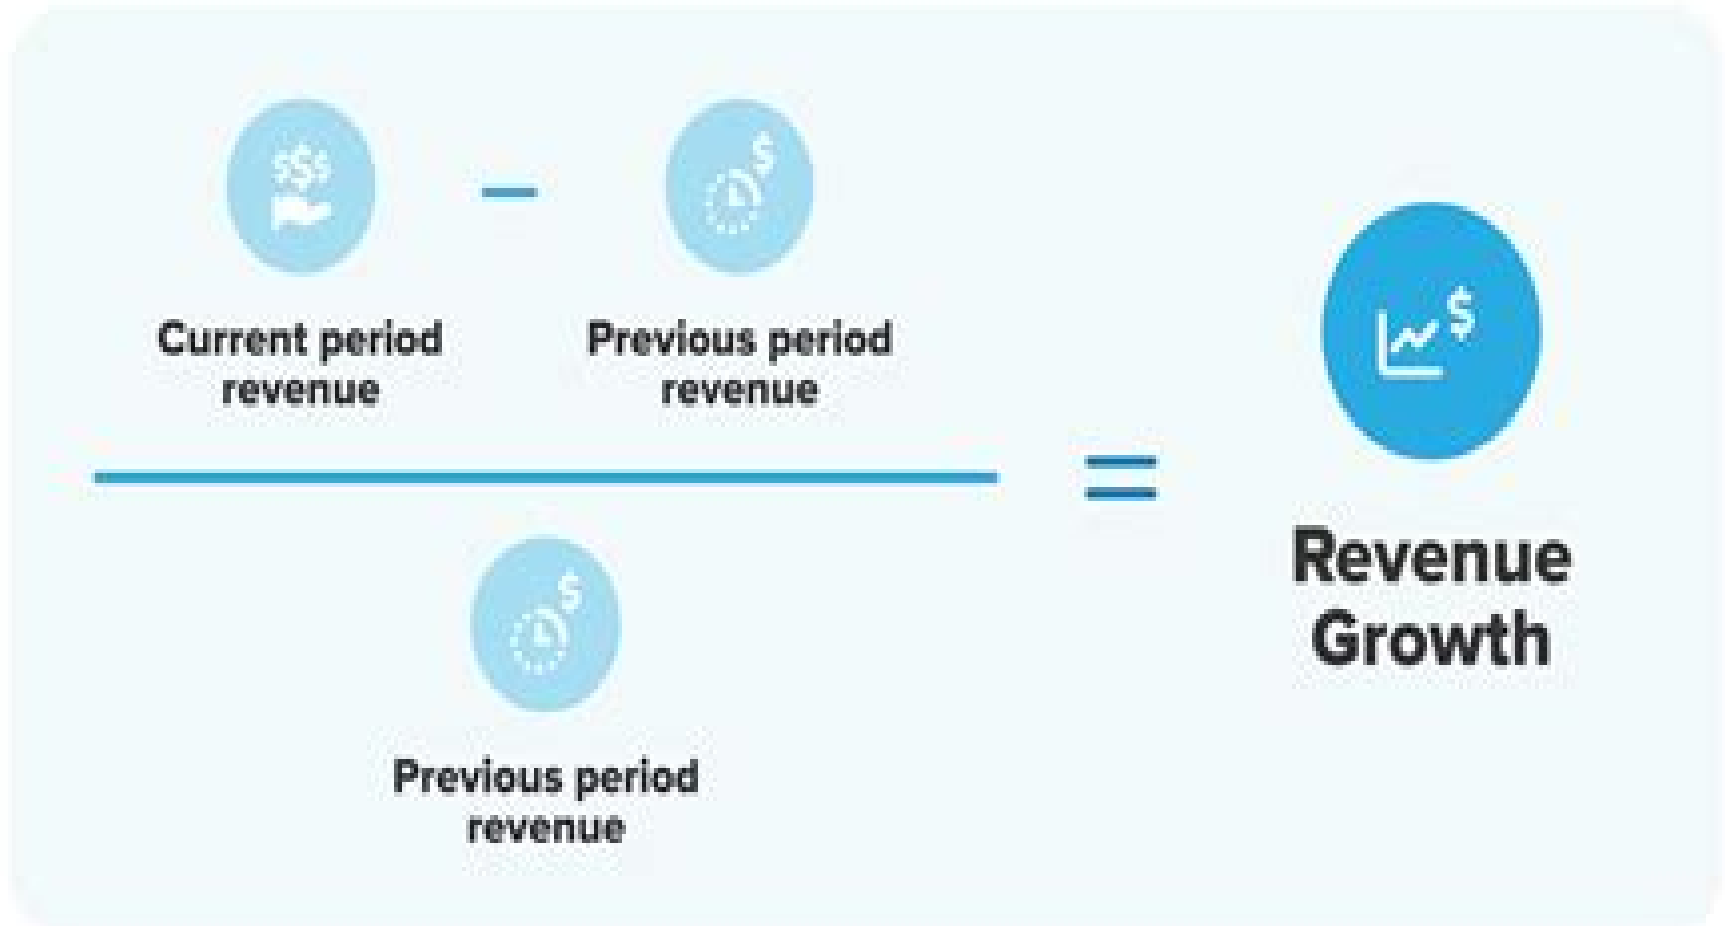 Current period
revenue
–
Previous period
revenue
=
Revenue
Growth
Previous period
revenue